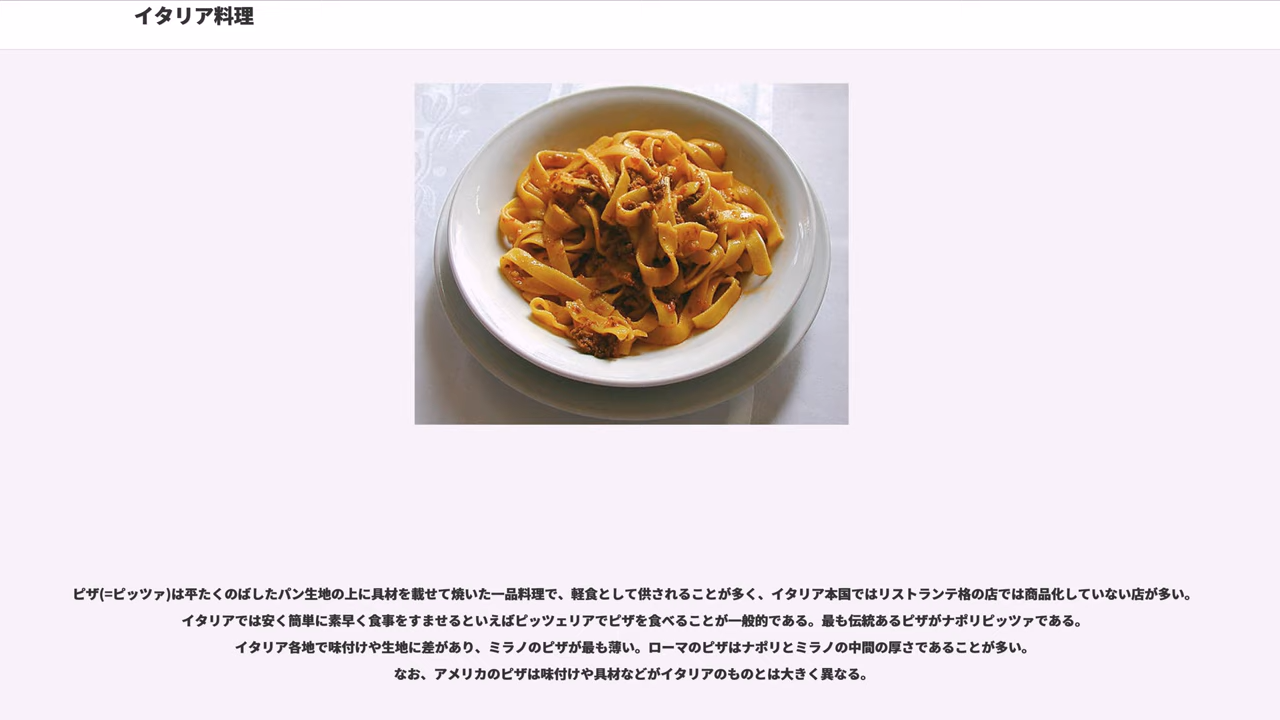 イタリア料理
ピザ(=ピッツァ)は平たくのばしたパン生地の上に具材を載せて焼いた一品料理で、軽食として供されることが多く、イタリア本国ではリストランテ格の店では商品化していない店が多い。
イタリアでは安く簡単に素早く食事をすませるといえばピッツェリアでピザを食べることが一般的である。最も伝統あるピザがナポリピッツァである。
イタリア各地で味付けや生地に差があり、ミラノのピザが最も薄い。ローマのピザはナポリとミラノの中間の厚さであることが多い。
なお、アメリカのピザは味付けや具材などがイタリアのものとは大きく異なる。